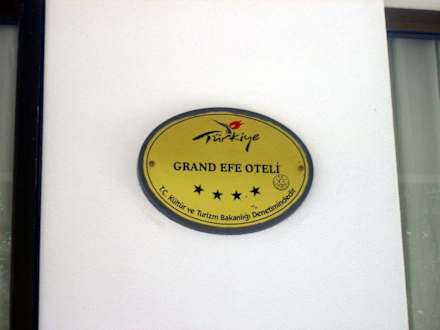 Türkiye
GRAND EFE OTELİ
T.C. Kültür ve Turizm Bakanlığı Denetimindedir